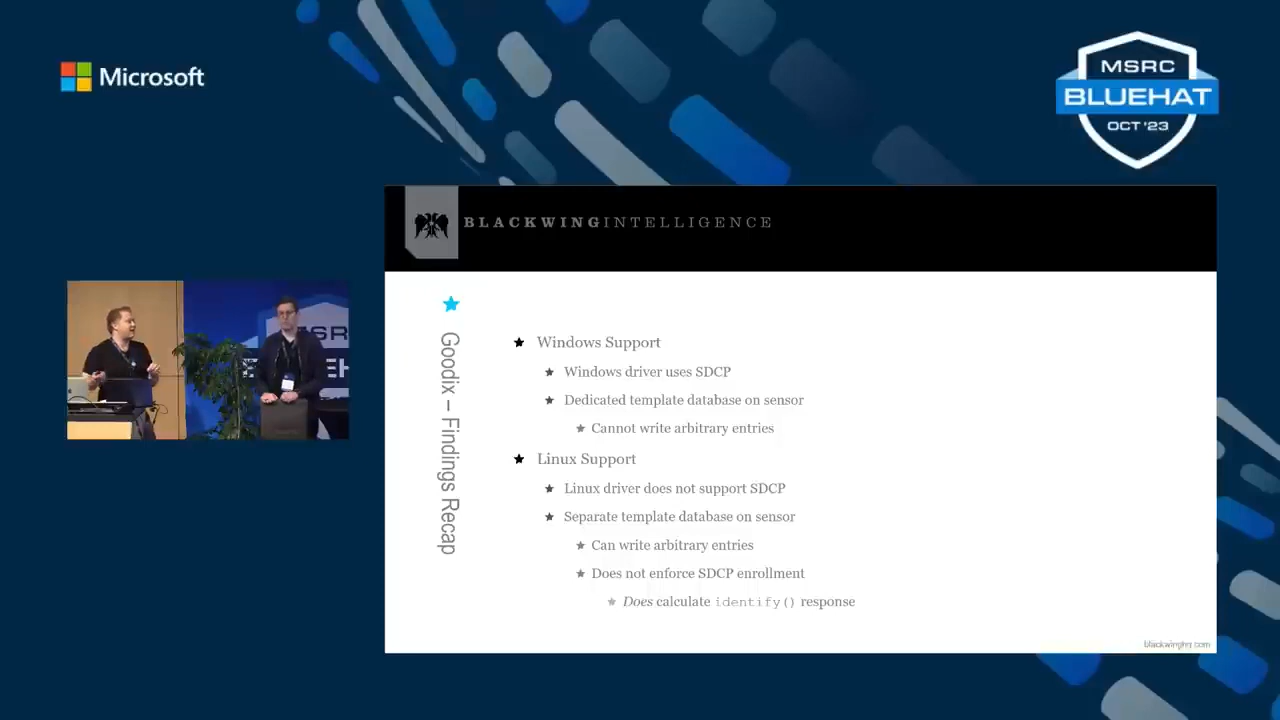 Microsoft
MSRC
BLUEHAT
OCT '23
BLACKWINGINTELLIGENCE
Goodix – Findings Recap
Windows Support
Windows driver uses SDCP
Dedicated template database on sensor
Cannot write arbitrary entries
Linux Support
Linux driver does not support SDCP
Separate template database on sensor
Can write arbitrary entries
Does not enforce SDCP enrollment
Does calculate identify() response
blackwinghq.com